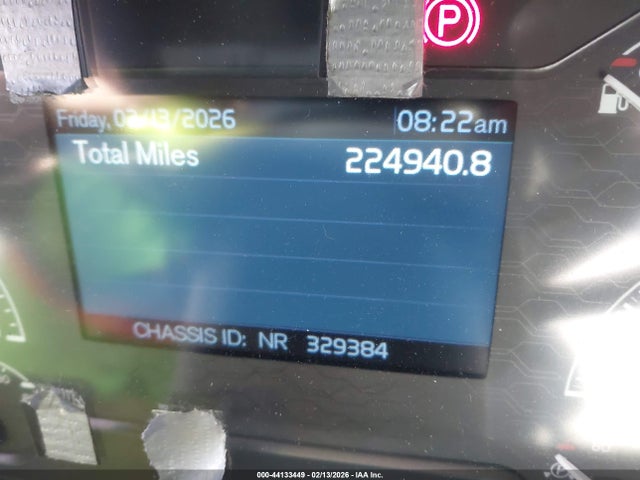 P
Friday, 02/13/2026 08:22am
Total Miles 224940.8
CHASSIS ID: NR 329384
000-44133449 - 02/13/2026 - IAA Inc.